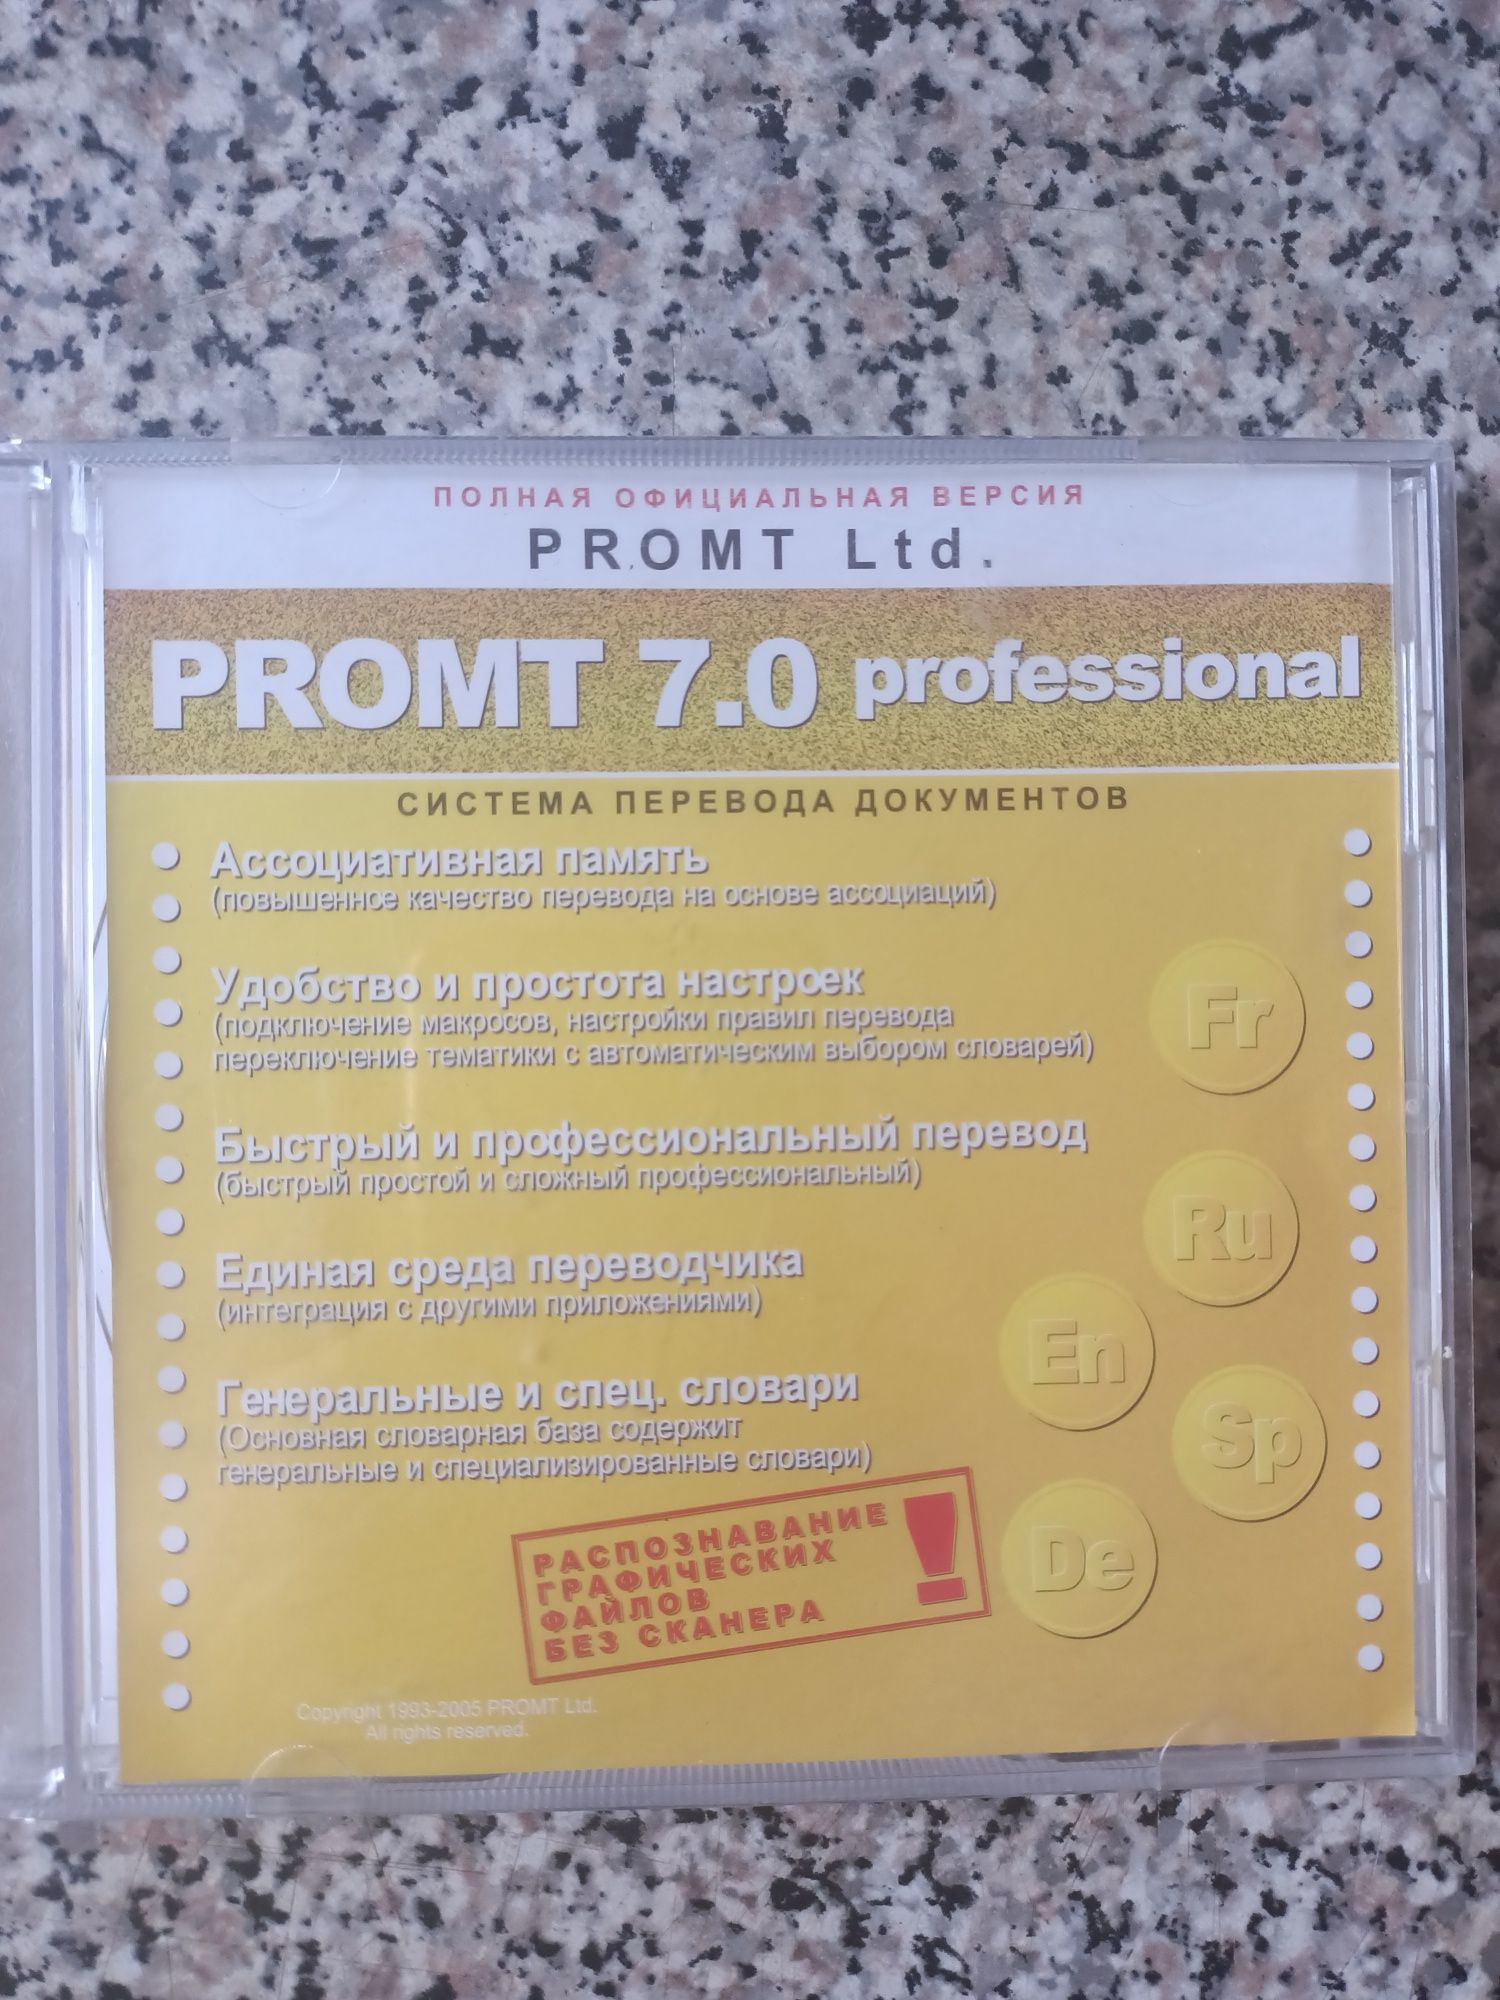 ПОЛНАЯ ОФИЦИАЛЬНАЯ ВЕРСИЯ
PROMT Ltd.
PROMT 7.0 professional
СИСТЕМА ПЕРЕВОДА ДОКУМЕНТОВ
Ассоциативная память
(повышенное качество перевода на основе ассоциаций)
Удобство и простота настроек
(подключение макросов, настройки правил перевода
переключение тематики с автоматическим выбором словарей)
Fr
Быстрый и профессиональный перевод
(быстрый простой и сложный профессиональный)
Ru
Единая среда переводчика
(интеграция с другими приложениями)
En
Генеральные и спец. словари
(Основная словарная база содержит
генеральные и специализированные словари)
Sp
De
РАСПОЗНАВАНИЕ
ГРАФИЧЕСКИХ
ФАЙЛОВ
БЕЗ СКАНЕРА
!
Copyright 1993-2005 PROMT Ltd.
All rights reserved.